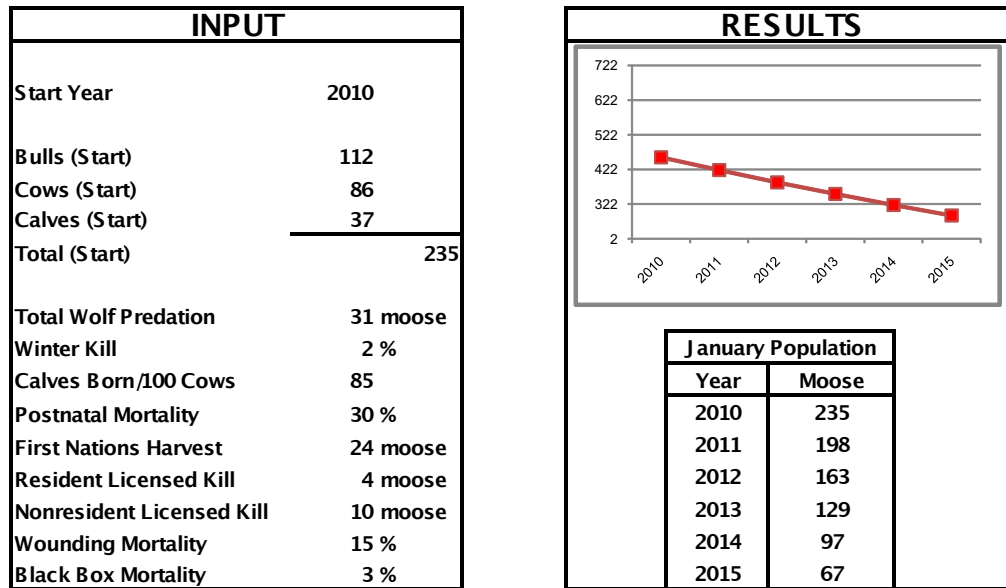 INPUT
Start Year 2010
Bulls (Start) 112
Cows (Start) 86
Calves (Start) 37
Total (Start) 235
Total Wolf Predation 31 moose
Winter Kill 2 %
Calves Born/100 Cows 85
Postnatal Mortality 30 %
First Nations Harvest 24 moose
Resident Licensed Kill 4 moose
Nonresident Licensed Kill 10 moose
Wounding Mortality 15 %
Black Box Mortality 3 %
RESULTS
722
622
522
422
322
2
2010 2011 2012 2013 2014 2015
January Population
Year Moose
2010 235
2011 198
2012 163
2013 129
2014 97
2015 67